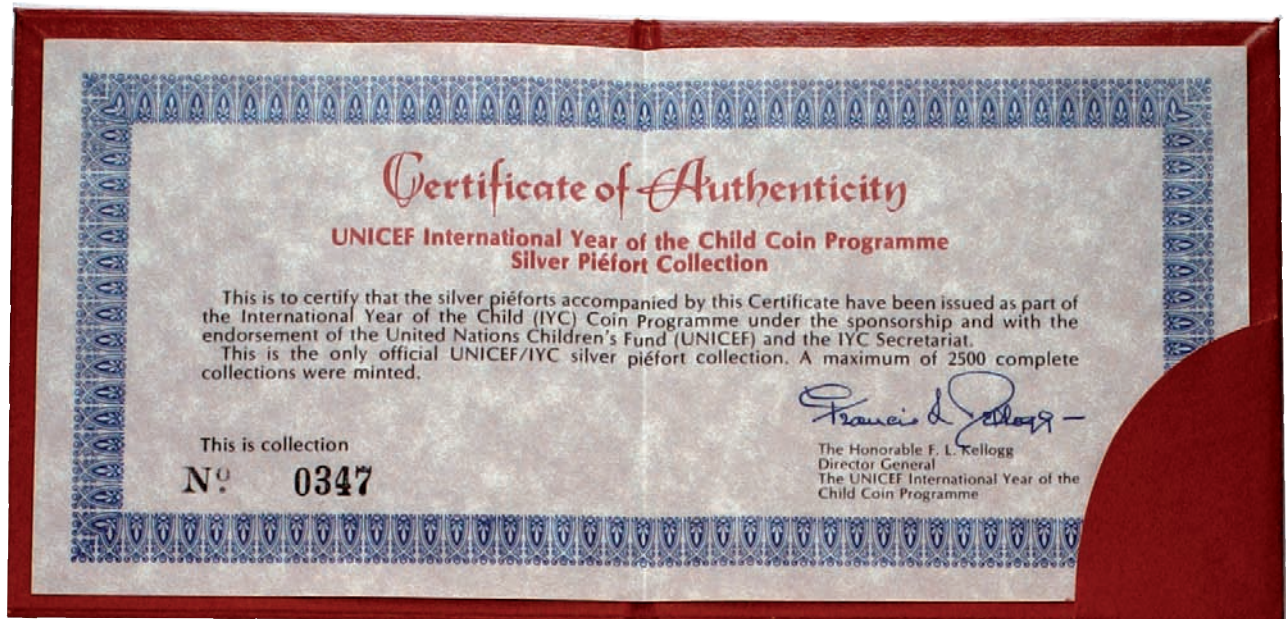 Certificate of Authenticity
UNICEF International Year of the Child Coin Programme
Silver Piéfort Collection
This is to certify that the silver piéforts accompanied by this Certificate have been issued as part of
the International Year of the Child (IYC) Coin Programme under the sponsorship and with the
endorsement of the United Nations Children's Fund (UNICEF) and the IYC Secretariat.
This is the only official UNICEF/IYC silver piéfort collection. A maximum of 2500 complete
collections were minted.
Francis L Kellogg
This is collection
Nº 0347
The Honorable F. L. Kellogg
Director General
The UNICEF International Year of the
Child Coin Programme